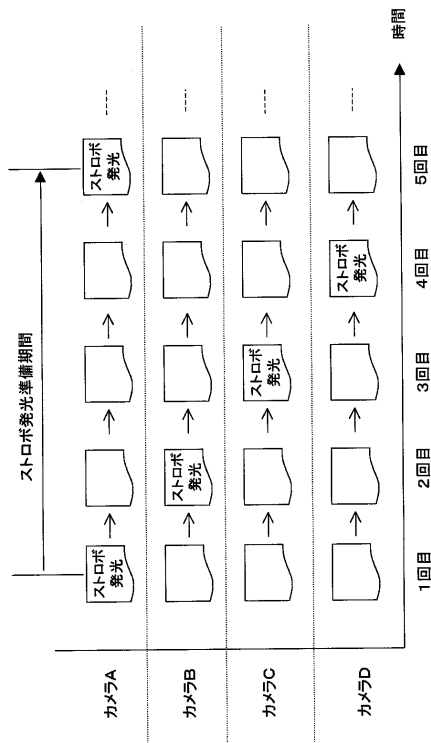 ストロボ発光準備期間
カメラA
ストロボ
発光
ストロボ
発光
カメラB
ストロボ
発光
カメラC
ストロボ
発光
カメラD
ストロボ
発光
1回目
2回目
3回目
4回目
5回目
時間